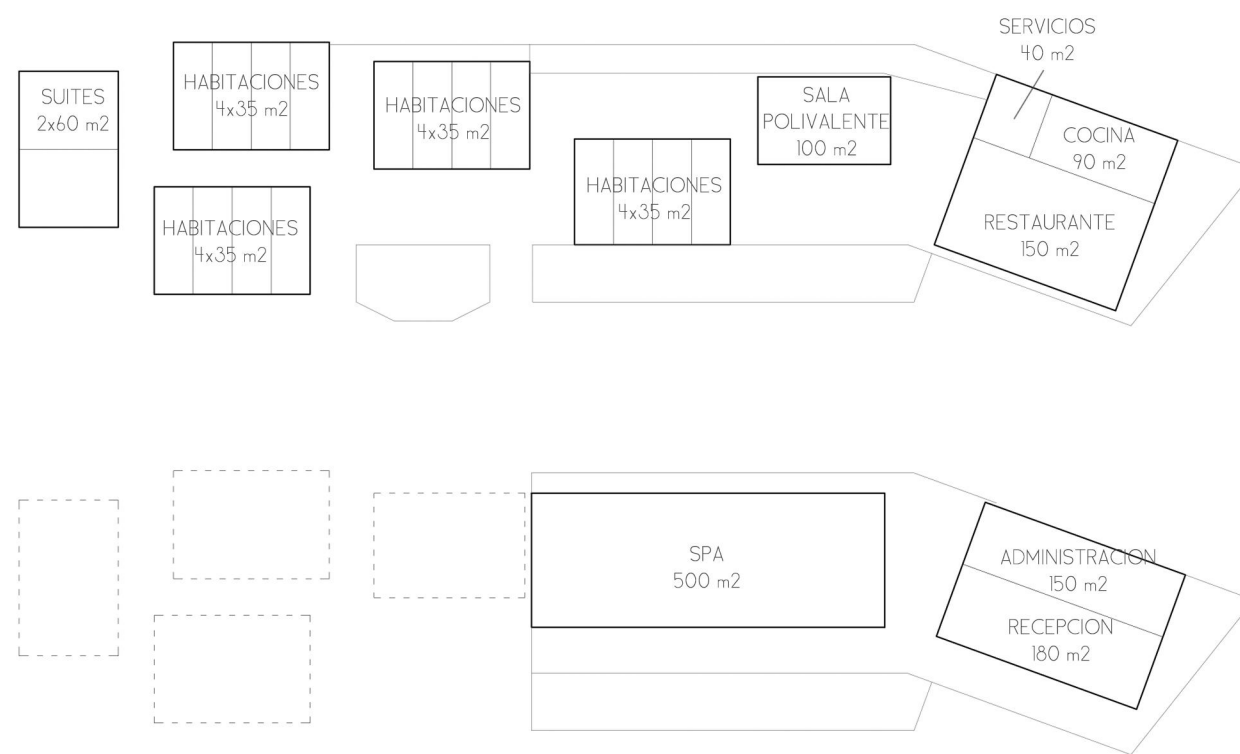 SERVICIOS
40 m2
SUITES
2x60 m2
HABITACIONES
4x35 m2
HABITACIONES
4x35 m2
SALA
POLIVALENTE
100 m2
COCINA
90 m2
HABITACIONES
4x35 m2
HABITACIONES
4x35 m2
RESTAURANTE
150 m2
SPA
500 m2
ADMINISTRACION
150 m2
RECEPCION
180 m2